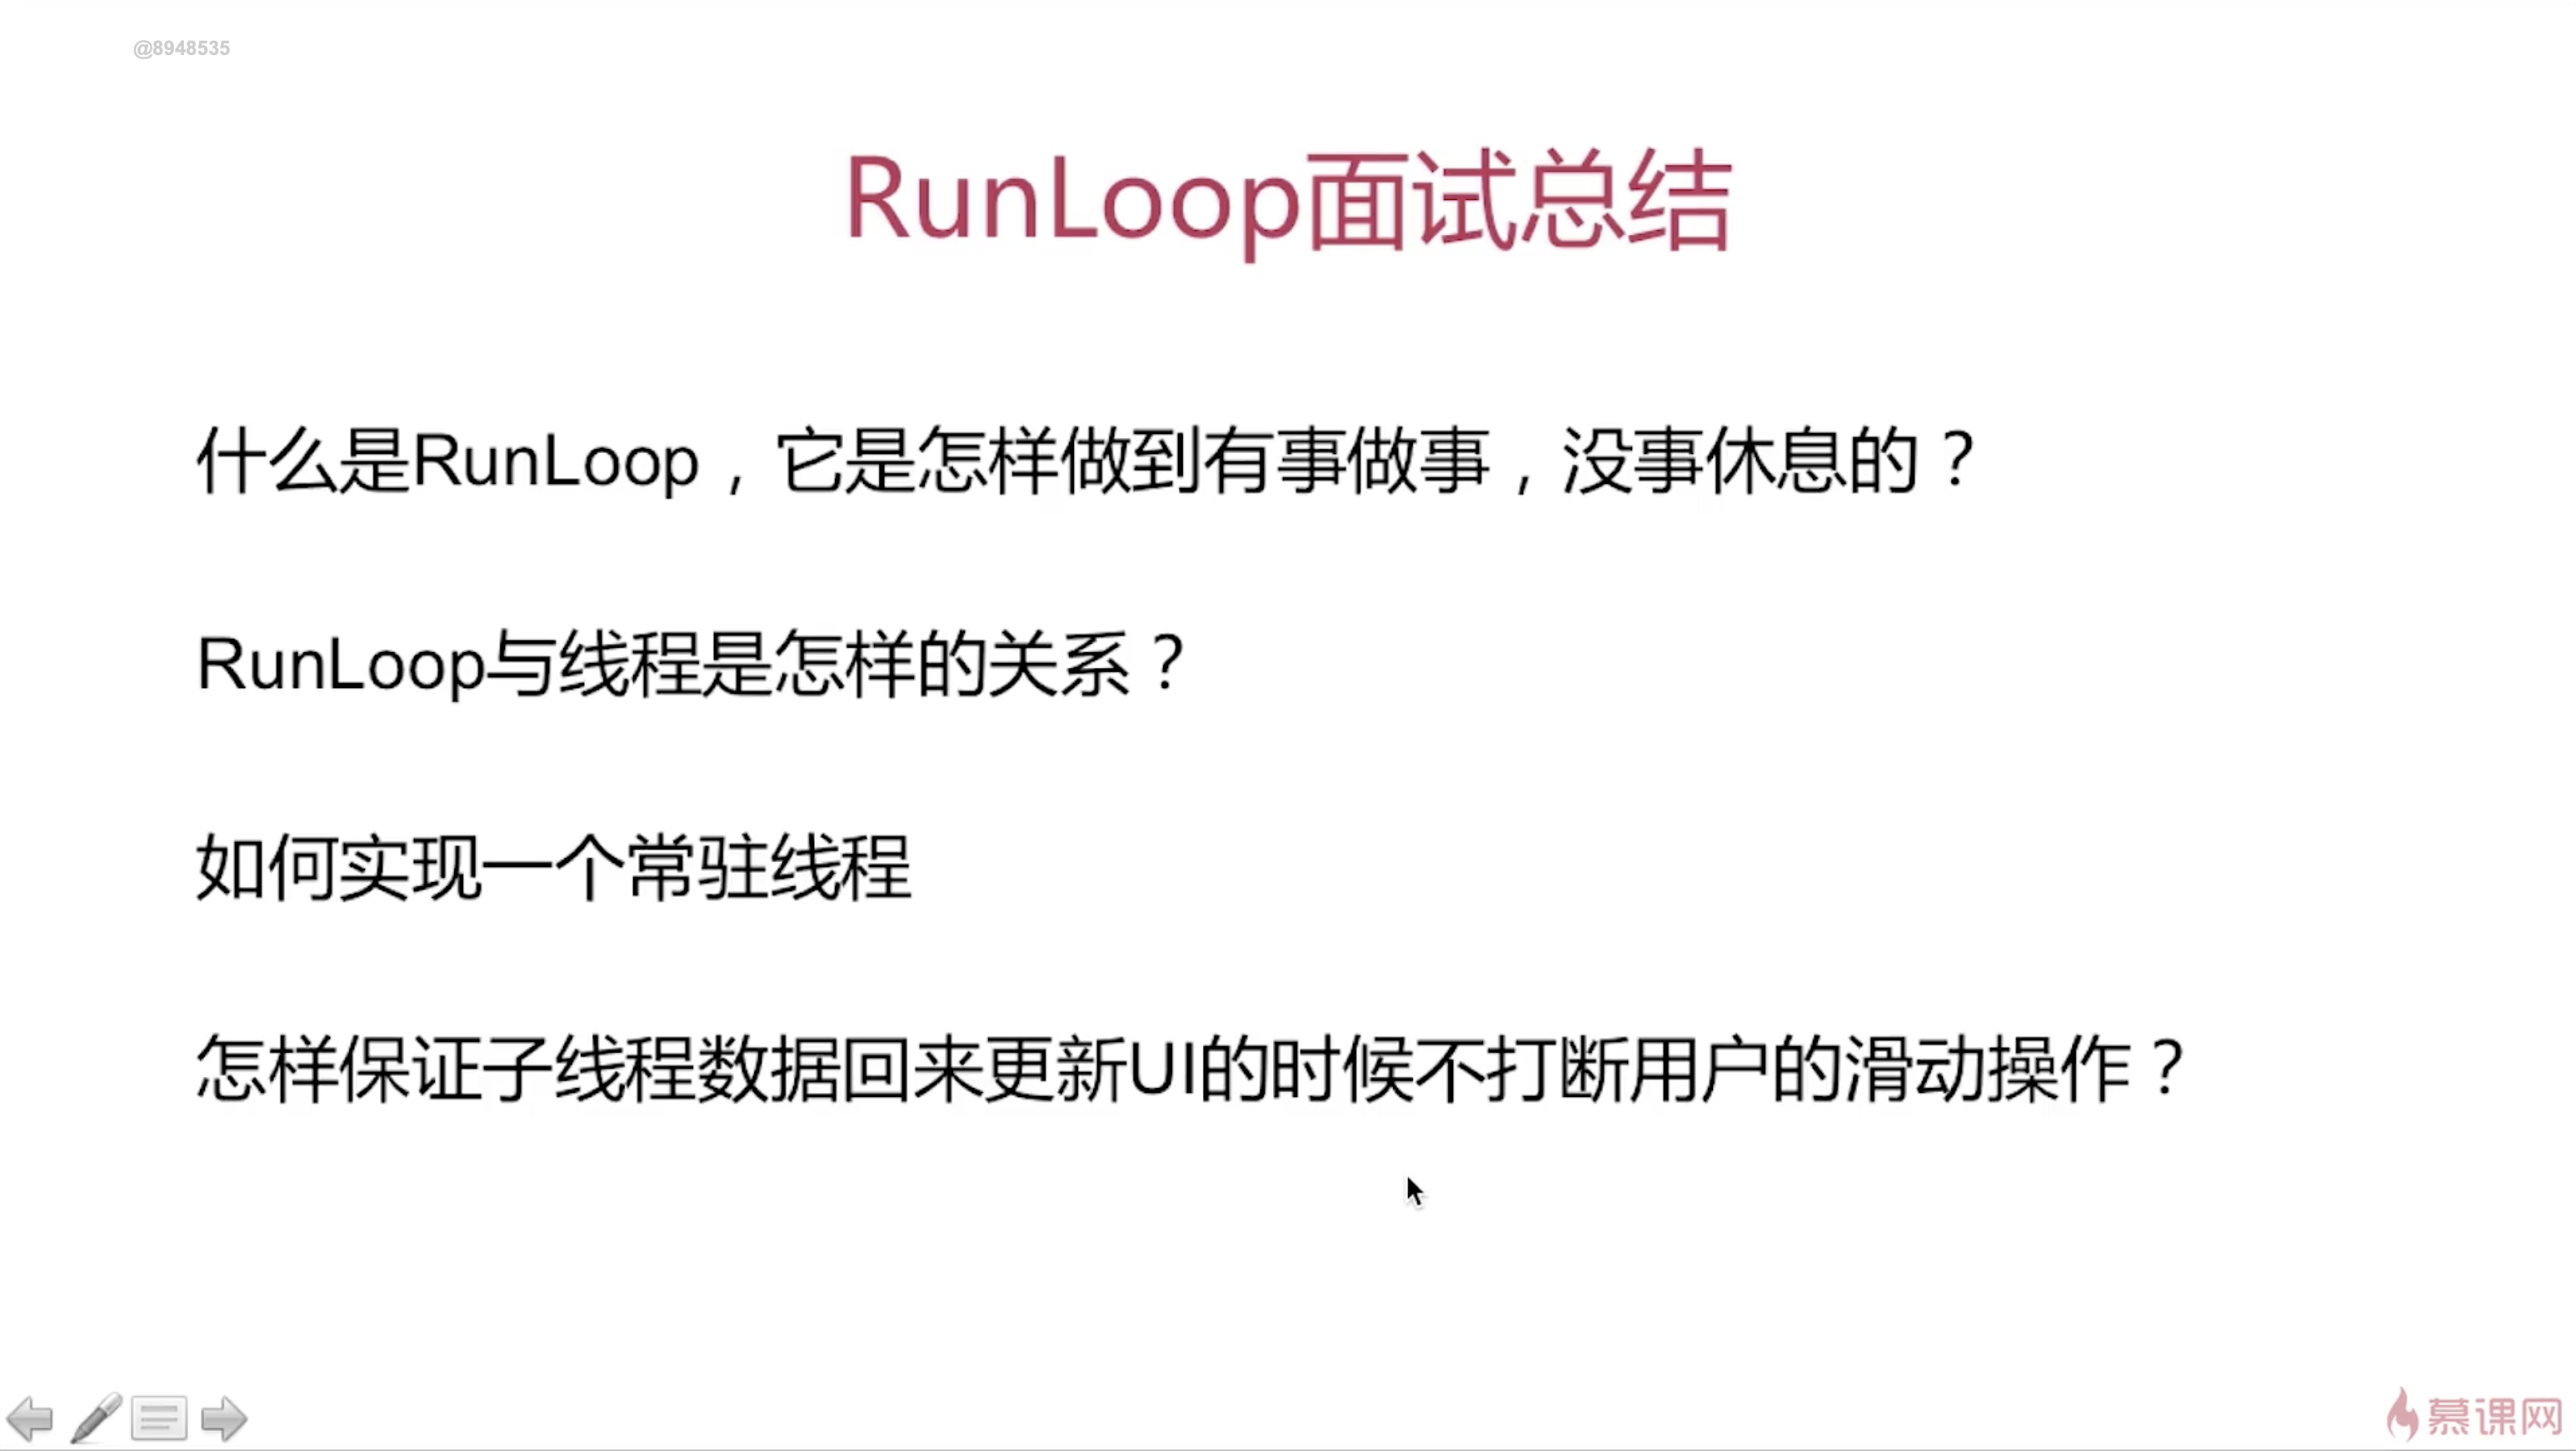 @8948535
RunLoop面试总结
什么是RunLoop，它是怎样做到有事做事，没事休息的？
RunLoop与线程是怎样的关系？
如何实现一个常驻线程
怎样保证子线程数据回来更新UI的时候不打断用户的滑动操作？
慕课网